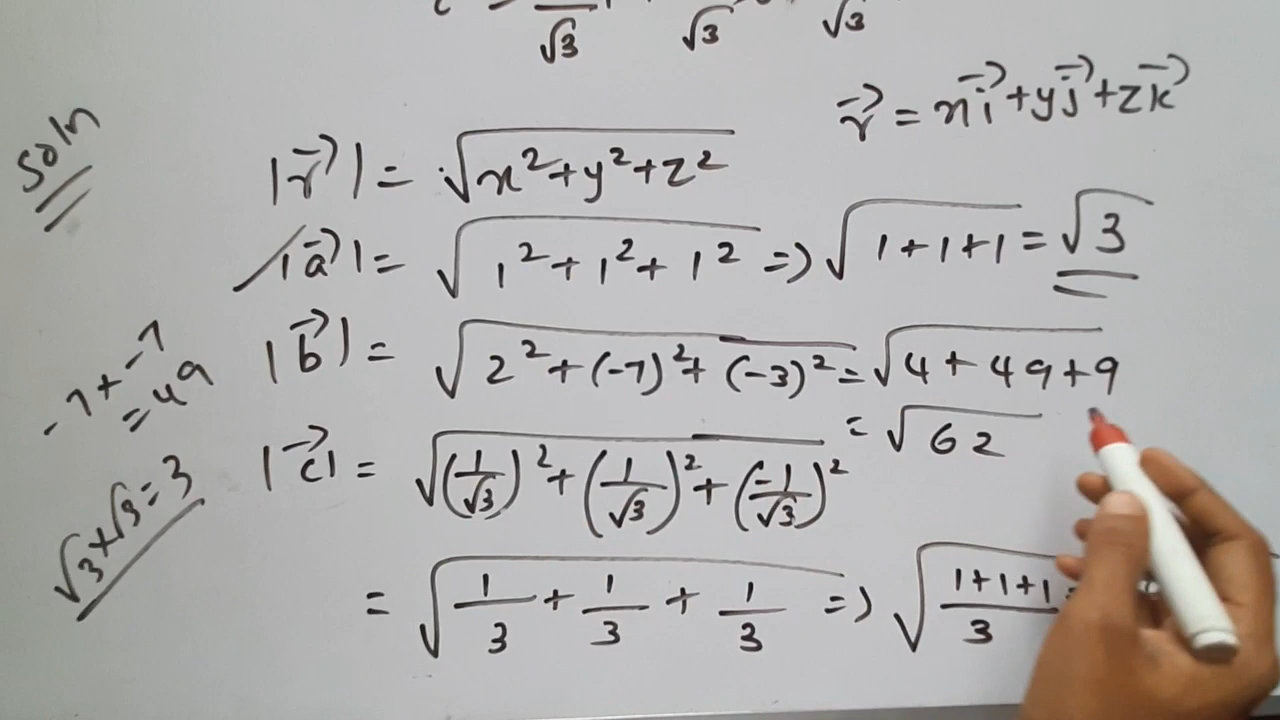 √3 √3 √3
Soln
r⃗ = xi⃗ + yj⃗ + zk⃗
|r⃗| = √x² + y² + z²
|a⃗| = √1² + 1² + 1² => √1 + 1 + 1 = √3
|b⃗| = √2² + (-7)² + (-3)² = √4 + 49 + 9
= √62
-7 + -7
= 49
|c⃗| = √(1/√3)² + (1/√3)² + (-1/√3)²
√3 × √3 = 3
= √1/3 + 1/3 + 1/3 => √1+1+1/3 =